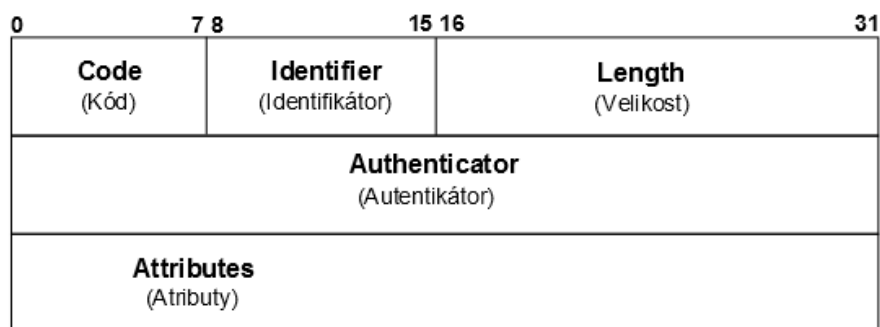 0 7 8 15 16 31
Code Identifier Length
(Kód) (Identifikátor) (Velikost)
Authenticator
(Autentikátor)
Attributes
(Atributy)